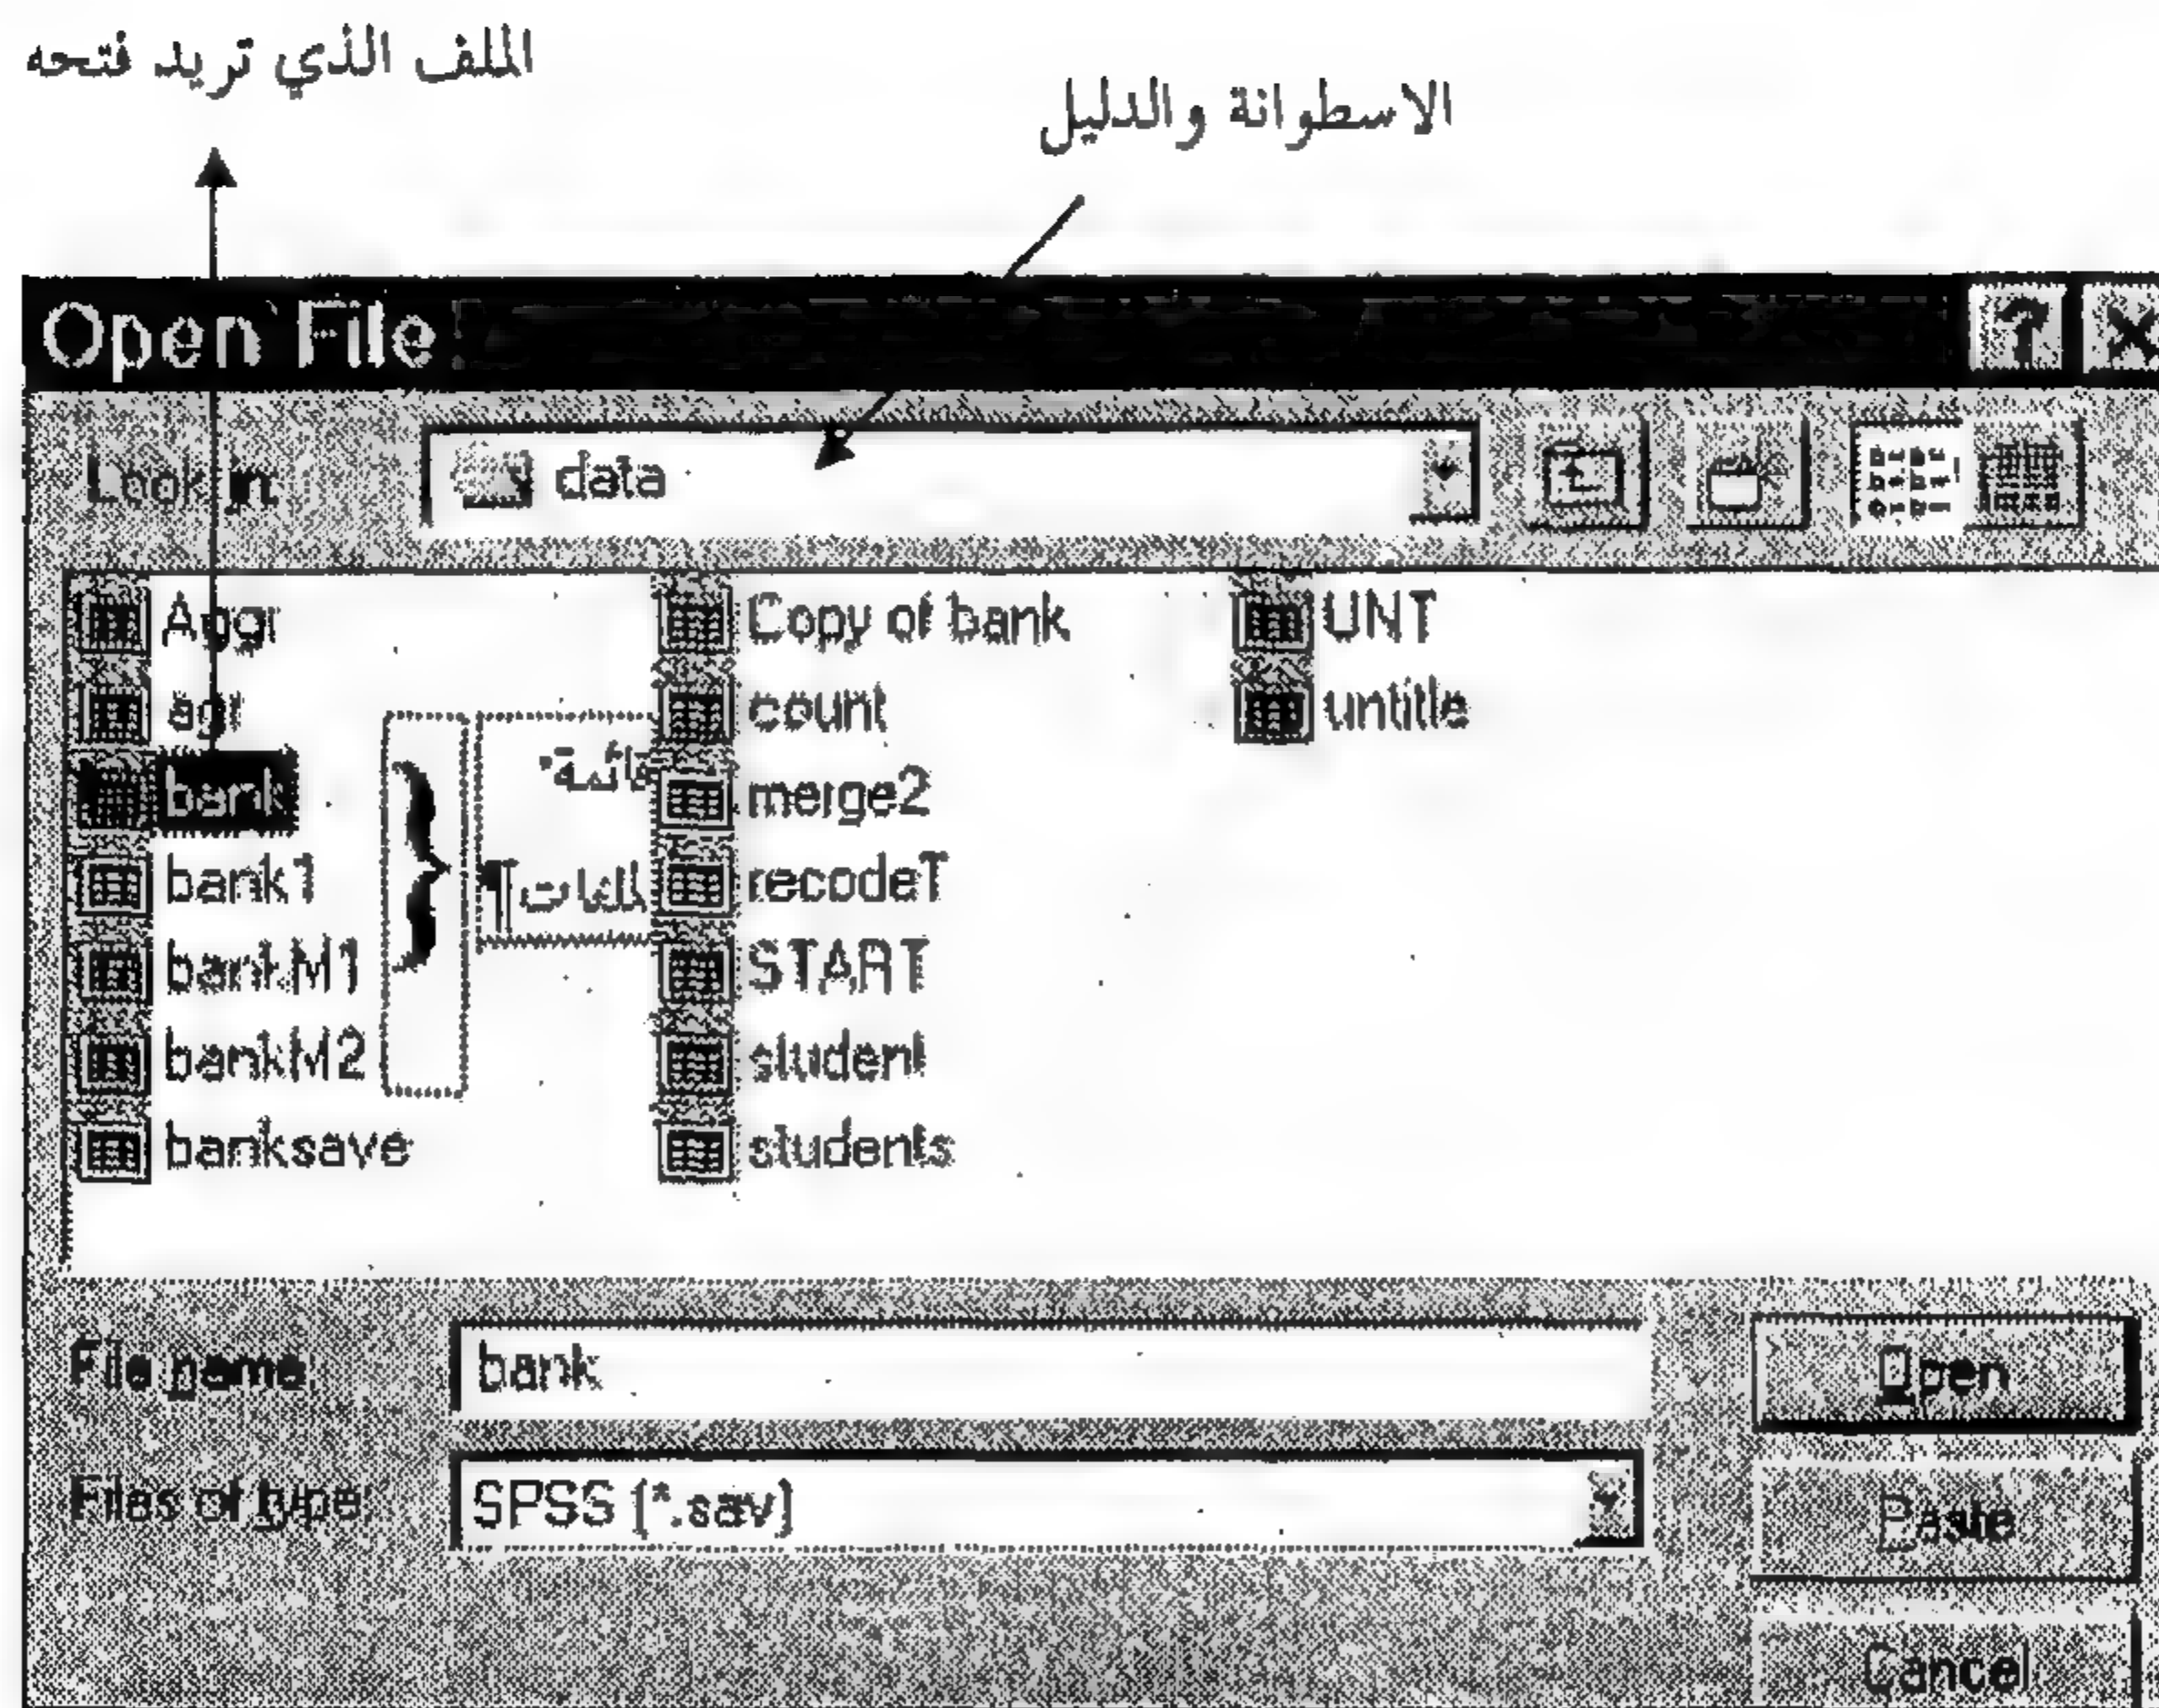 الملف الذي تريد فتحه
الاسطوانة والدليل
Open File
Look in:
data
Aggr
agr
bank
bank1
bankM1
bankM2
banksave
قائمة
الملفات¶
Copy of bank
count
merge2
recodeT
START
student
students
UNT
untitle
File name:
bank
Open
Files of type:
SPSS (*.sav)
Paste
Cancel